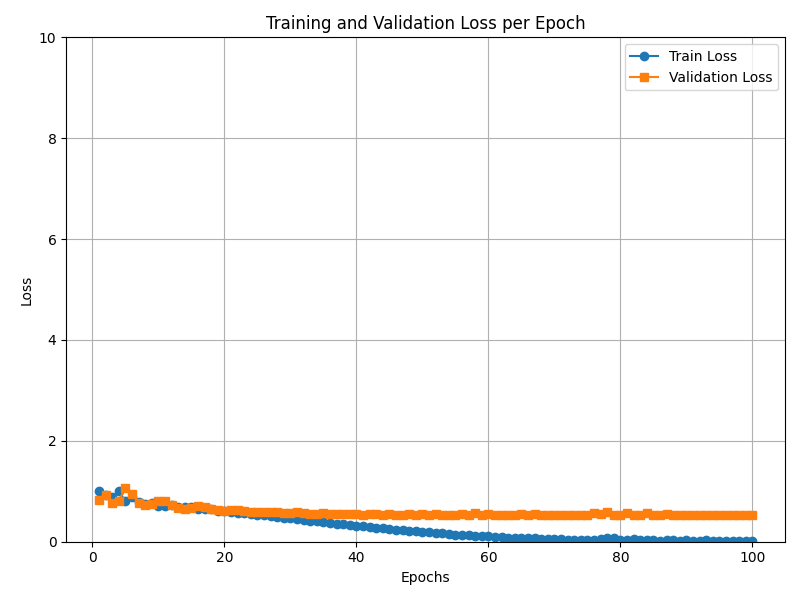 Training and Validation Loss per Epoch
10
Train Loss
Validation Loss
8
6
4
2
0
Loss
0 20 40 60 80 100
Epochs